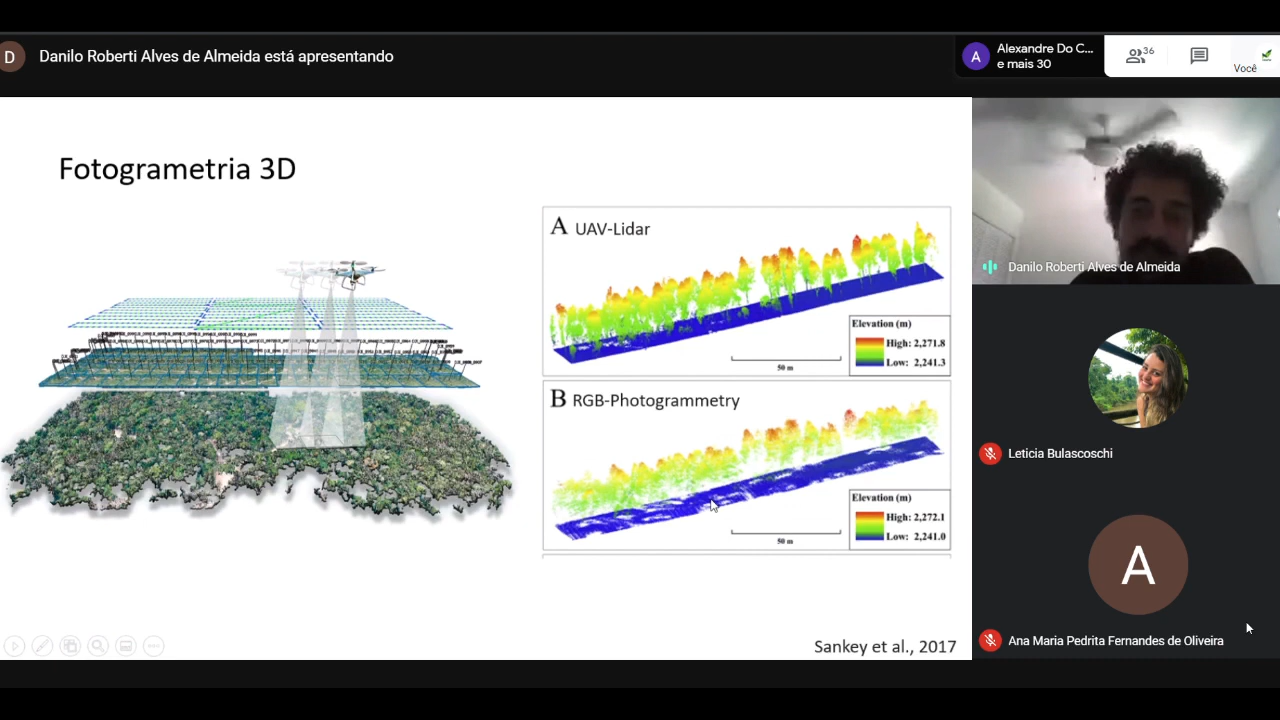 D
Danilo Roberti Alves de Almeida está apresentando
A
Alexandre Do C...
e mais 30
36
Você
Fotogrametria 3D
A UAV-Lidar
Elevation (m)
High: 2,271.8
Low: 2,241.3
50 m
B RGB-Photogrammetry
Elevation (m)
High: 2,272.1
Low: 2,241.0
50 m
Sankey et al., 2017
Danilo Roberti Alves de Almeida
Leticia Bulascoschi
A
Ana Maria Pedrita Fernandes de Oliveira